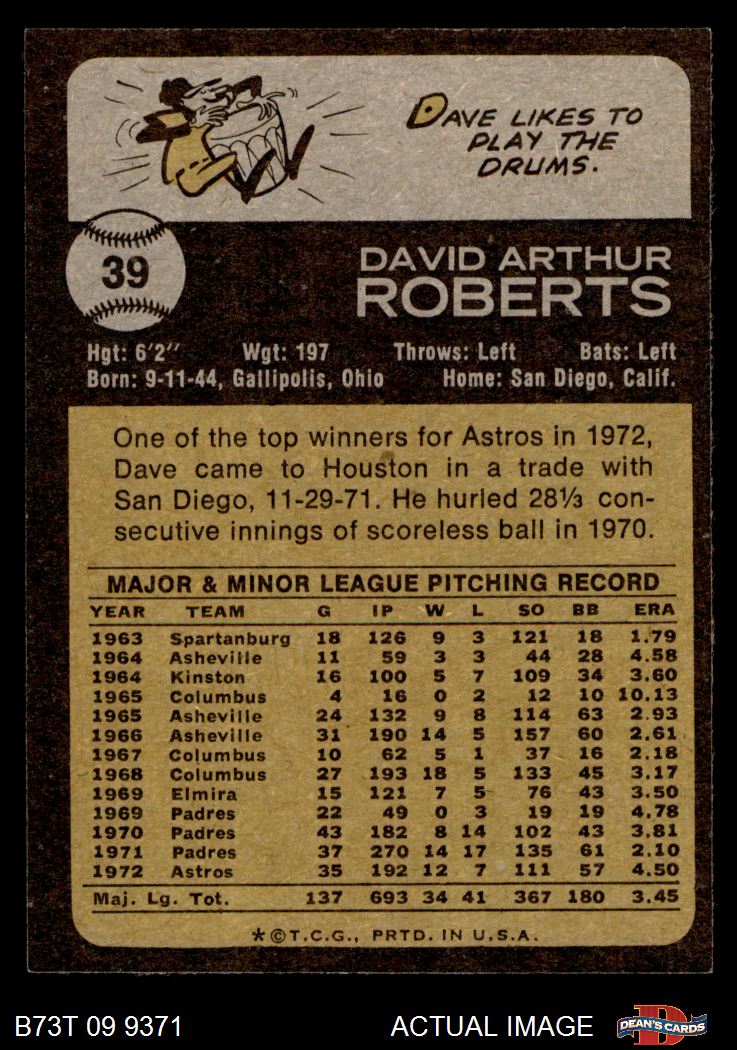 DAVE LIKES TO
PLAY THE
DRUMS.
39
DAVID ARTHUR
ROBERTS
Hgt: 6'2" Wgt: 197 Throws: Left Bats: Left
Born: 9-11-44, Gallipolis, Ohio Home: San Diego, Calif.
One of the top winners for Astros in 1972,
Dave came to Houston in a trade with
San Diego, 11-29-71. He hurled 28⅓ con-
secutive innings of scoreless ball in 1970.
MAJOR & MINOR LEAGUE PITCHING RECORD
YEAR TEAM G IP W L SO BB ERA
1963 Spartanburg 18 126 9 3 121 18 1.79
1964 Asheville 11 59 3 3 44 28 4.58
1964 Kinston 16 100 5 7 109 34 3.60
1965 Columbus 4 16 0 2 12 10 10.13
1965 Asheville 24 132 9 8 114 63 2.93
1966 Asheville 31 190 14 5 157 60 2.61
1967 Columbus 10 62 5 1 37 16 2.18
1968 Columbus 27 193 18 5 133 45 3.17
1969 Elmira 15 121 7 5 76 43 3.50
1969 Padres 22 49 0 3 19 19 4.78
1970 Padres 43 182 8 14 102 43 3.81
1971 Padres 37 270 14 17 135 61 2.10
1972 Astros 35 192 12 7 111 57 4.50
Maj. Lg. Tot. 137 693 34 41 367 180 3.45
*©T.C.G., PRTD. IN U.S.A.
B73T 09 9371 ACTUAL IMAGE D DEAN'S CARDS